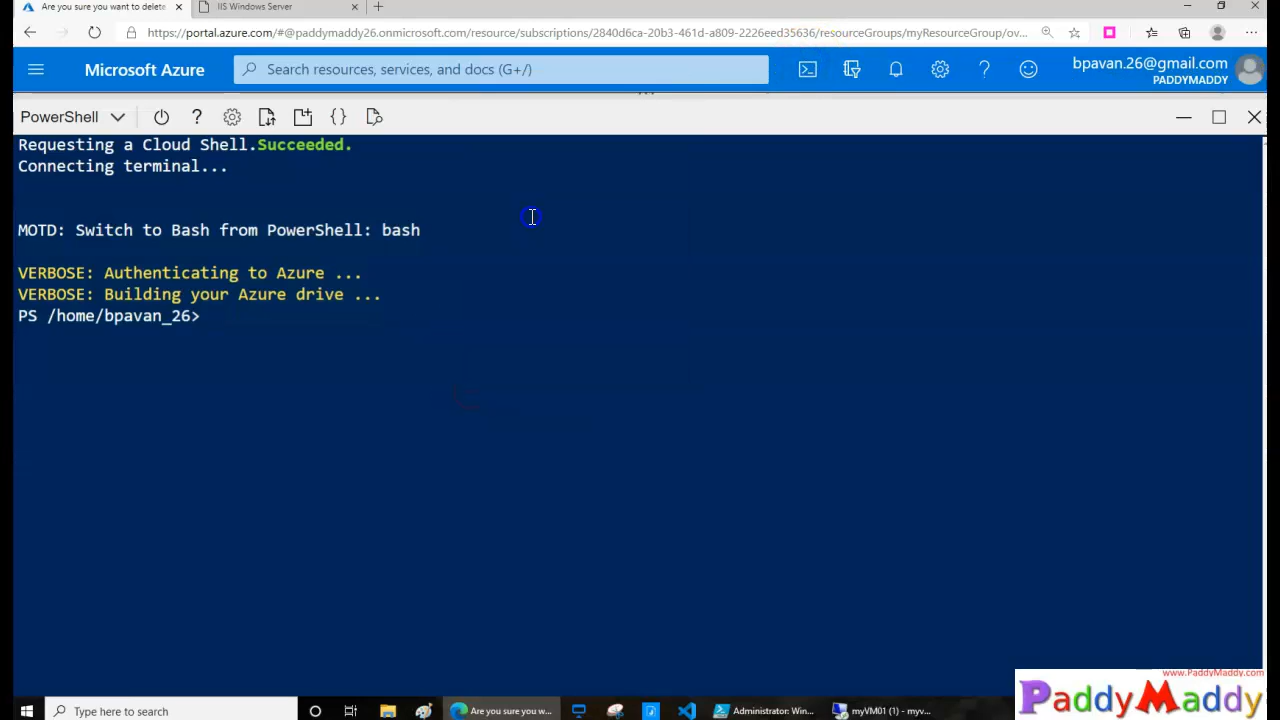 Are you sure you want to delete
IIS Windows Server
https://portal.azure.com/#@paddymaddy26.onmicrosoft.com/resource/subscriptions/2840d6ca-20b3-461d-a809-2226eed35636/resourceGroups/myResourceGroup/ov...
Microsoft Azure
Search resources, services, and docs (G+/)
bpavan.26@gmail.com
PADDYMADDY
PowerShell
Requesting a Cloud Shell.Succeeded.
Connecting terminal...
MOTD: Switch to Bash from PowerShell: bash
VERBOSE: Authenticating to Azure ...
VERBOSE: Building your Azure drive ...
PS /home/bpavan_26>
www.PaddyMaddy.com
PaddyMaddy
Type here to search
Are you sure you w...
Administrator: Win...
myVM01 (1) - myv...